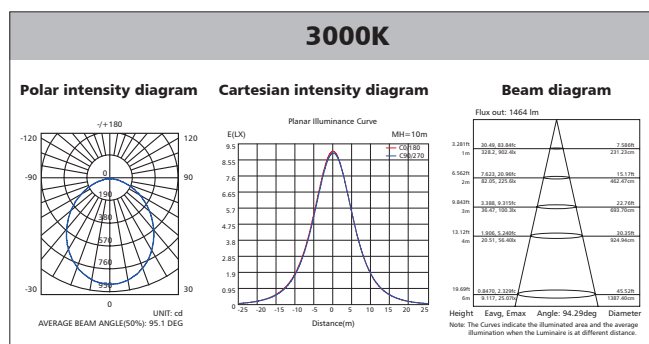 3000K
Polar intensity diagram
Cartesian intensity diagram
Beam diagram
-/+180
-120
120
-90
90
-30
30
0
0
190
380
570
760
950
UNIT: cd
AVERAGE BEAM ANGLE(50%): 95.1 DEG
Planar Illuminance Curve
E(LX)
MH=10m
C0/180
C90/270
9.5
8.55
7.6
6.65
5.7
4.75
3.8
2.85
1.9
0.95
0
-25 -20 -15 -10 -5 0 5 10 15 20 25
Distance(m)
Flux out: 1464 lm
3.281ft 30.49, 83.84fc 7.586ft
1m 328.2, 902.4lx 231.23cm
6.562ft 7.623, 20.96fc 15.17ft
2m 82.05, 225.6lx 462.47cm
9.843ft 3.388, 9.315fc 22.76ft
3m 36.47, 100.3lx 693.70cm
13.12ft 1.906, 5.240fc 30.35ft
4m 20.51, 56.40lx 924.94cm
19.69ft 0.8470, 2.329fc 45.52ft
6m 9.117, 25.07lx 1387.40cm
Height Eavg, Emax Angle: 94.29deg Diameter
Note: The Curves indicate the illuminated area and the average
illumination when the Luminaire is at different distance.